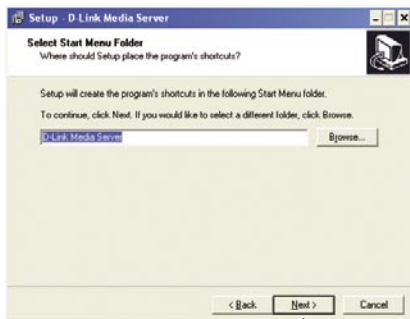 Setup - D-Link Media Server
Select Start Menu Folder
Where should Setup place the program's shortcuts?
Setup will create the program's shortcuts in the following Start Menu folder.
To continue, click Next. If you would like to select a different folder, click Browse.
D-Link Media Server
Browse...
< Back
Next >
Cancel